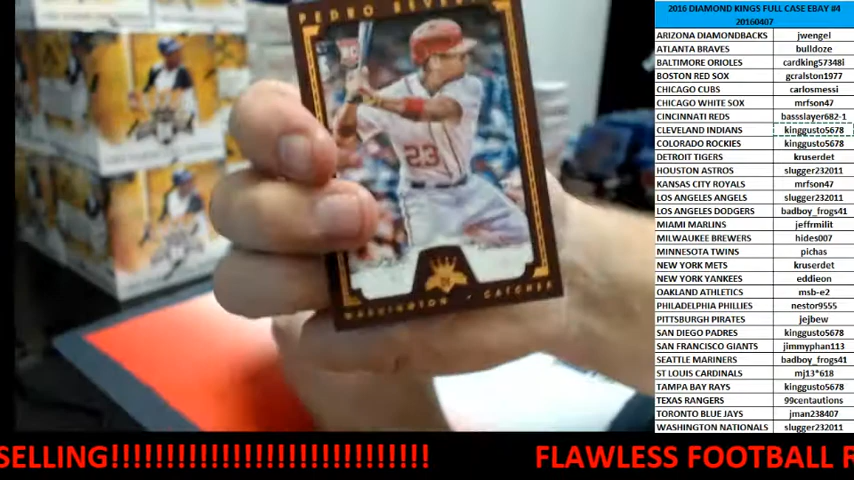 2016 DIAMOND KINGS FULL CASE EBAY #4
20160407
ARIZONA DIAMONDBACKS jwengel
ATLANTA BRAVES bulldoze
BALTIMORE ORIOLES cardking57348i
BOSTON RED SOX gcralston1977
CHICAGO CUBS carlosmessi
CHICAGO WHITE SOX mrfson47
CINCINNATI REDS bassslayer682-1
CLEVELAND INDIANS kinggusto5678
COLORADO ROCKIES kinggusto5678
DETROIT TIGERS kruserdet
HOUSTON ASTROS slugger232011
KANSAS CITY ROYALS mrfson47
LOS ANGELES ANGELS slugger232011
LOS ANGELES DODGERS badboy_frogs41
MIAMI MARLINS jeffrmilit
MILWAUKEE BREWERS hides007
MINNESOTA TWINS pichas
NEW YORK METS kruserdet
NEW YORK YANKEES eddieon
OAKLAND ATHLETICS msb-e2
PHILADELPHIA PHILLIES nestor9555
PITTSBURGH PIRATES jejbew
SAN DIEGO PADRES kinggusto5678
SAN FRANCISCO GIANTS jimmyphan113
SEATTLE MARINERS badboy_frogs41
ST LOUIS CARDINALS mj13*618
TAMPA BAY RAYS kinggusto5678
TEXAS RANGERS 99centautions
TORONTO BLUE JAYS jman238407
WASHINGTON NATIONALS slugger232011
PEDRO
RC
23
WASHINGTON - CATCHER
SELLING!!!!!!!!!!!!!!!!!!!!!!!!!!!!!!! FLAWLESS FOOTBALL R